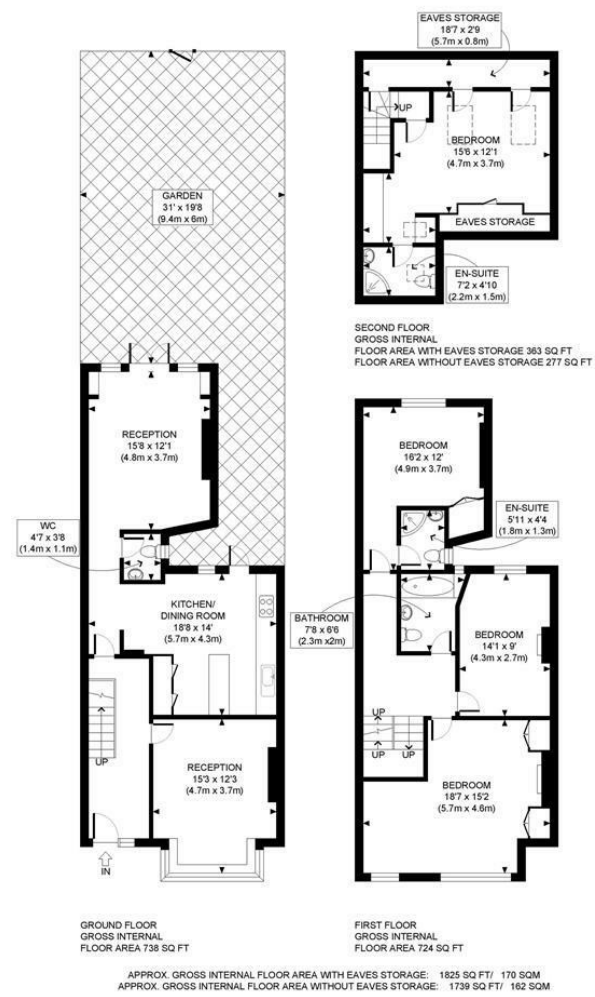 EAVES STORAGE
18'7 x 2'9
(5.7m x 0.8m)
UP
BEDROOM
15'6 x 12'1
(4.7m x 3.7m)
EAVES STORAGE
EN-SUITE
7'2 x 4'10
(2.2m x 1.5m)
SECOND FLOOR
GROSS INTERNAL
FLOOR AREA WITH EAVES STORAGE 363 SQ FT
FLOOR AREA WITHOUT EAVES STORAGE 277 SQ FT
GARDEN
31' x 19'8
(9.4m x 6m)
RECEPTION
15'8 x 12'1
(4.8m x 3.7m)
WC
4'7 x 3'8
(1.4m x 1.1m)
KITCHEN/
DINING ROOM
18'8 x 14'
(5.7m x 4.3m)
UP
RECEPTION
15'3 x 12'3
(4.7m x 3.7m)
IN
GROUND FLOOR
GROSS INTERNAL
FLOOR AREA 738 SQ FT
BEDROOM
16'2 x 12'
(4.9m x 3.7m)
EN-SUITE
5'11 x 4'4
(1.8m x 1.3m)
BATHROOM
7'8 x 6'6
(2.3m x2m)
BEDROOM
14'1 x 9'
(4.3m x 2.7m)
UP
UP
UP
BEDROOM
18'7 x 15'2
(5.7m x 4.6m)
FIRST FLOOR
GROSS INTERNAL
FLOOR AREA 724 SQ FT
APPROX. GROSS INTERNAL FLOOR AREA WITH EAVES STORAGE: 1825 SQ FT/ 170 SQM
APPROX. GROSS INTERNAL FLOOR AREA WITHOUT EAVES STORAGE: 1739 SQ FT/ 162 SQM